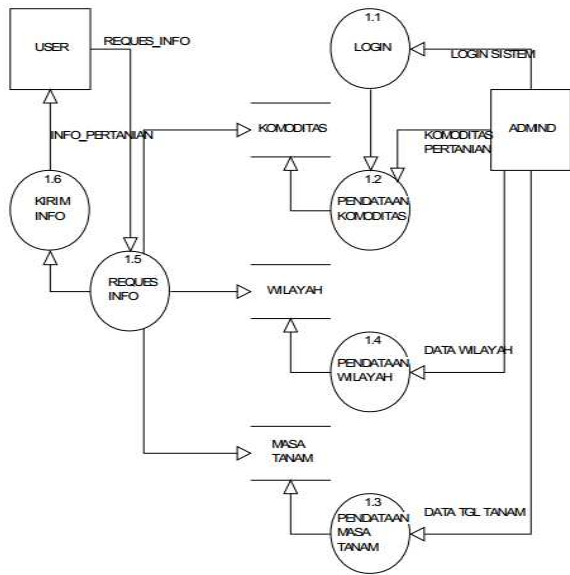 1.1
USER
REQUES_INFO
LOGIN
LOGIN SISTEM
INFO_PERTANIAN
KOMODITAS
KOMODITAS
PERTANIAN
ADMIND
1.6
KIRIM
INFO
1.2
PENDATAAN
KOMODITAS
1.5
REQUES
INFO
WILAYAH
1.4
PENDATAAN
WILAYAH
DATA WILAYAH
MASA
TANAM
1.3
PENDATAAN
MASA
TANAM
DATA TGL TANAM